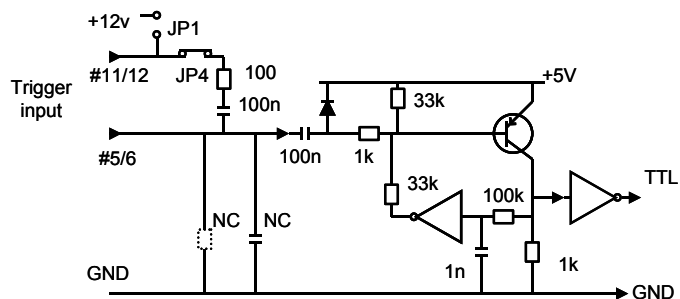 +12v
JP1
#11/12
JP4
100
Trigger
input
100n
#5/6
100n
1k
33k
+5V
33k
100k
TTL
NC
NC
1n
1k
GND
GND